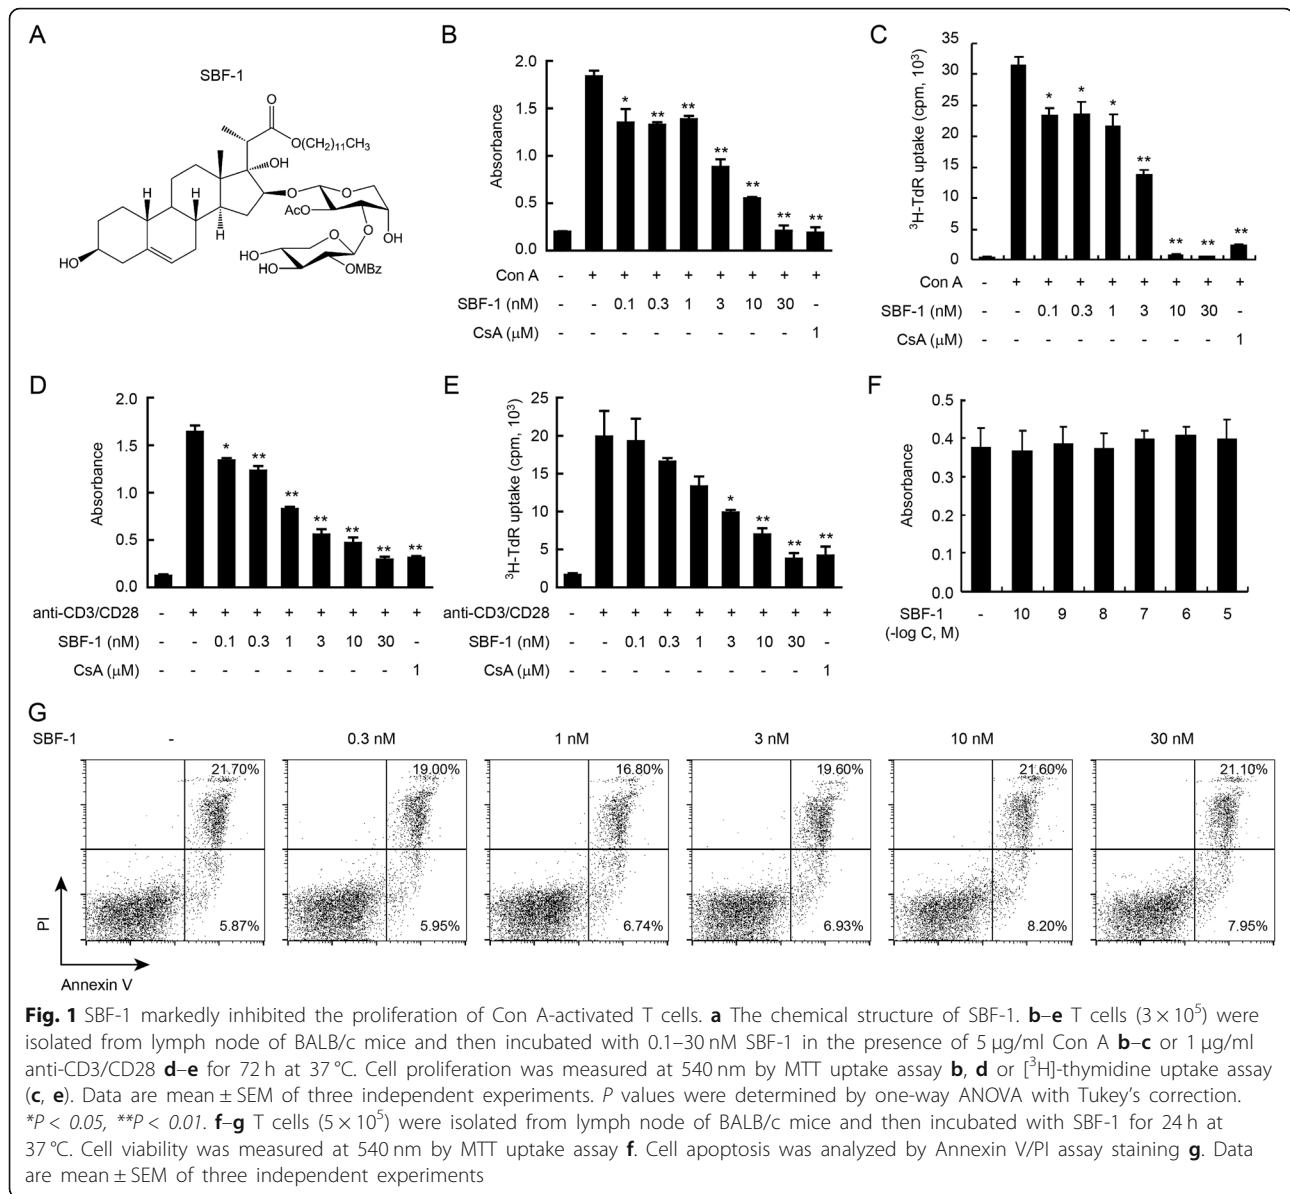 A
SBF-1
O
O(CH2)11CH3
OH
H
H
H
HO
O
O
AcO
O
OH
O
O
HO
HO
OMBz
B
2.0
1.5
1.0
0.5
0.0
Absorbance
* ** ** ** ** ** **
Con A - + + + + + + + +
SBF-1 (nM) - - 0.1 0.3 1 3 10 30 -
CsA (μM) - - - - - - - - 1
C
35
30
25
20
15
10
5
0
³H-TdR uptake (cpm, 10³)
* * * ** ** ** **
Con A - + + + + + + + +
SBF-1 (nM) - - 0.1 0.3 1 3 10 30 -
CsA (μM) - - - - - - - - 1
D
2.0
1.5
1.0
0.5
0.0
Absorbance
* ** ** ** ** ** **
anti-CD3/CD28 - + + + + + + + +
SBF-1 (nM) - - 0.1 0.3 1 3 10 30 -
CsA (μM) - - - - - - - - 1
E
25
20
15
10
5
0
³H-TdR uptake (cpm, 10³)
* ** ** **
anti-CD3/CD28 - + + + + + + + +
SBF-1 (nM) - - 0.1 0.3 1 3 10 30 -
CsA (μM) - - - - - - - - 1
F
0.5
0.4
0.3
0.2
0.1
0.0
Absorbance
SBF-1 - 10 9 8 7 6 5
(-log C, M)
G
SBF-1 - 0.3 nM 1 nM 3 nM 10 nM 30 nM
21.70% 19.00% 16.80% 19.60% 21.60% 21.10%
5.87% 5.95% 6.74% 6.93% 8.20% 7.95%
PI
Annexin V
Fig. 1 SBF-1 markedly inhibited the proliferation of Con A-activated T cells. a The chemical structure of SBF-1. b–e T cells (3 × 10⁵) were
isolated from lymph node of BALB/c mice and then incubated with 0.1–30 nM SBF-1 in the presence of 5 μg/ml Con A b–c or 1 μg/ml
anti-CD3/CD28 d–e for 72 h at 37 °C. Cell proliferation was measured at 540 nm by MTT uptake assay b, d or [³H]-thymidine uptake assay
(c, e). Data are mean ± SEM of three independent experiments. P values were determined by one-way ANOVA with Tukey's correction.
*P < 0.05, **P < 0.01. f–g T cells (5 × 10⁵) were isolated from lymph node of BALB/c mice and then incubated with SBF-1 for 24 h at
37 °C. Cell viability was measured at 540 nm by MTT uptake assay f. Cell apoptosis was analyzed by Annexin V/PI assay staining g. Data
are mean ± SEM of three independent experiments